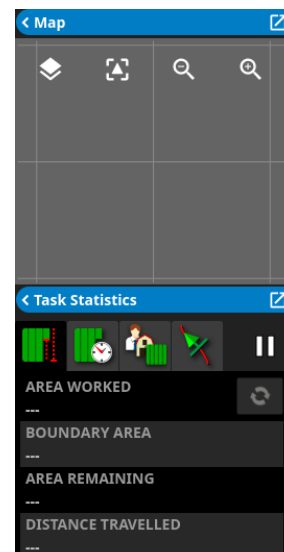 Map
Task Statistics
AREA WORKED
---
BOUNDARY AREA
---
AREA REMAINING
---
DISTANCE TRAVELLED
---